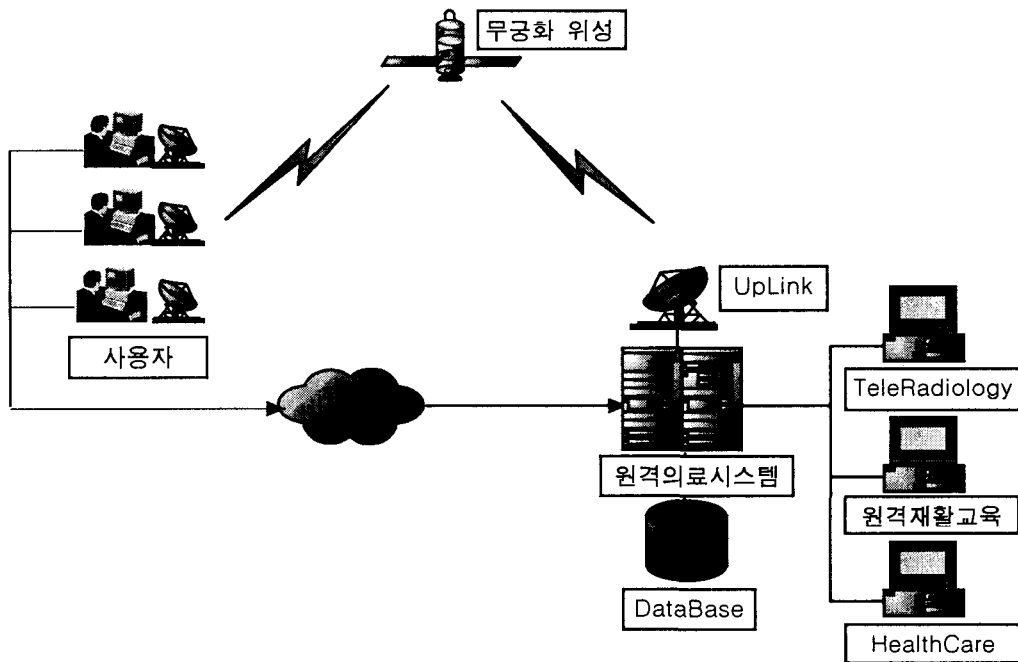 무궁화 위성
사용자
UpLink
원격의료시스템
DataBase
TeleRadiology
원격재활교육
HealthCare